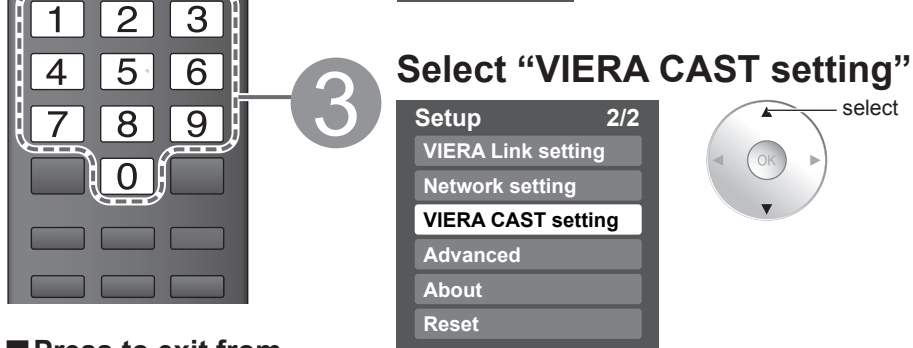 1 2 3
4 5 6
7 8 9
0
3
Select “VIERA CAST setting”
Setup 2/2
VIERA Link setting
Network setting
VIERA CAST setting
Advanced
About
Reset
select
OK
■ Press to exit from